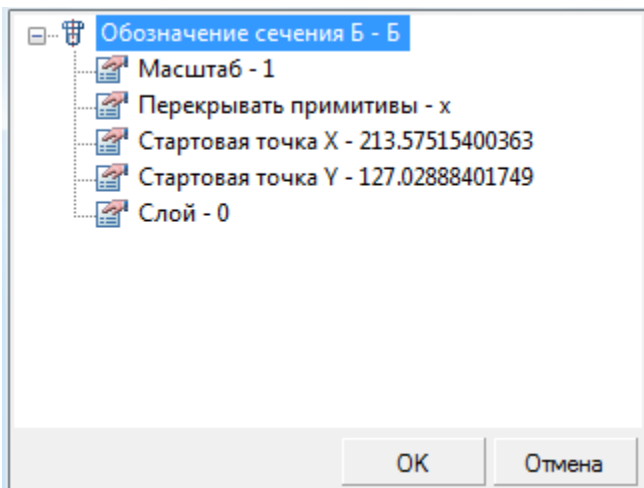 Обозначение сечения Б - Б
Масштаб - 1
Перекрывать примитивы - x
Стартовая точка X - 213.57515400363
Стартовая точка Y - 127.02888401749
Слой - 0
OK Отмена